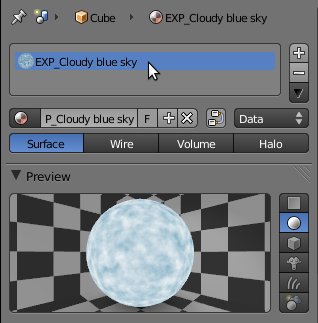 Cube EXP_Cloudy blue sky
EXP_Cloudy blue sky
P_Cloudy blue sky F Data
Surface Wire Volume Halo
Preview